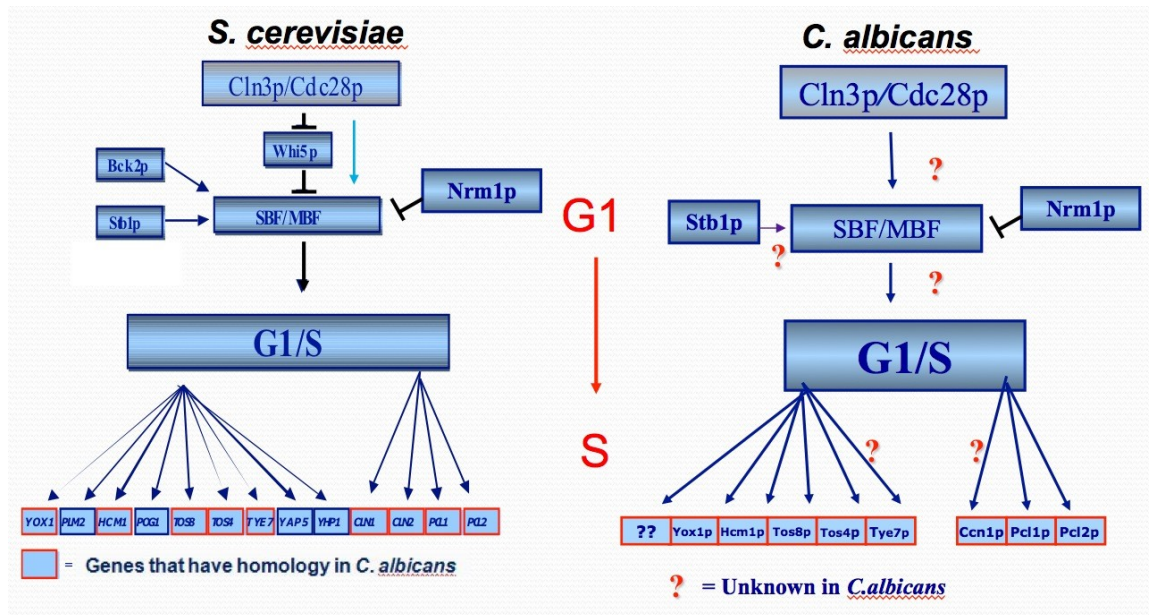 S. cerevisiae
Cln3p/Cdc28p
Whi5p
Bck2p
Stb1p
SBF/MBF
Nrm1p
G1/S
YOX1 PLM2 HCM1 POG1 TOS8 TOS4 TYE7 YAP5 YHP1 CLN1 CLN2 PCL1 PCL2
= Genes that have homology in C. albicans
G1
S
C. albicans
Cln3p/Cdc28p
?
Stb1p
?
SBF/MBF
Nrm1p
?
G1/S
?
?
?? Yox1p Hcm1p Tos8p Tos4p Tye7p
Ccn1p Pcl1p Pcl2p
? = Unknown in C.albicans